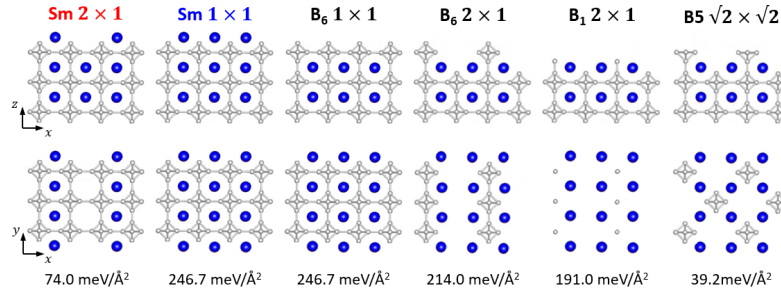 Sm 2 × 1 Sm 1 × 1 B₆ 1 × 1 B₆ 2 × 1 B₁ 2 × 1 B5 √2 × √2
z
x
y
x
74.0 meV/Å² 246.7 meV/Å² 246.7 meV/Å² 214.0 meV/Å² 191.0 meV/Å² 39.2meV/Å²